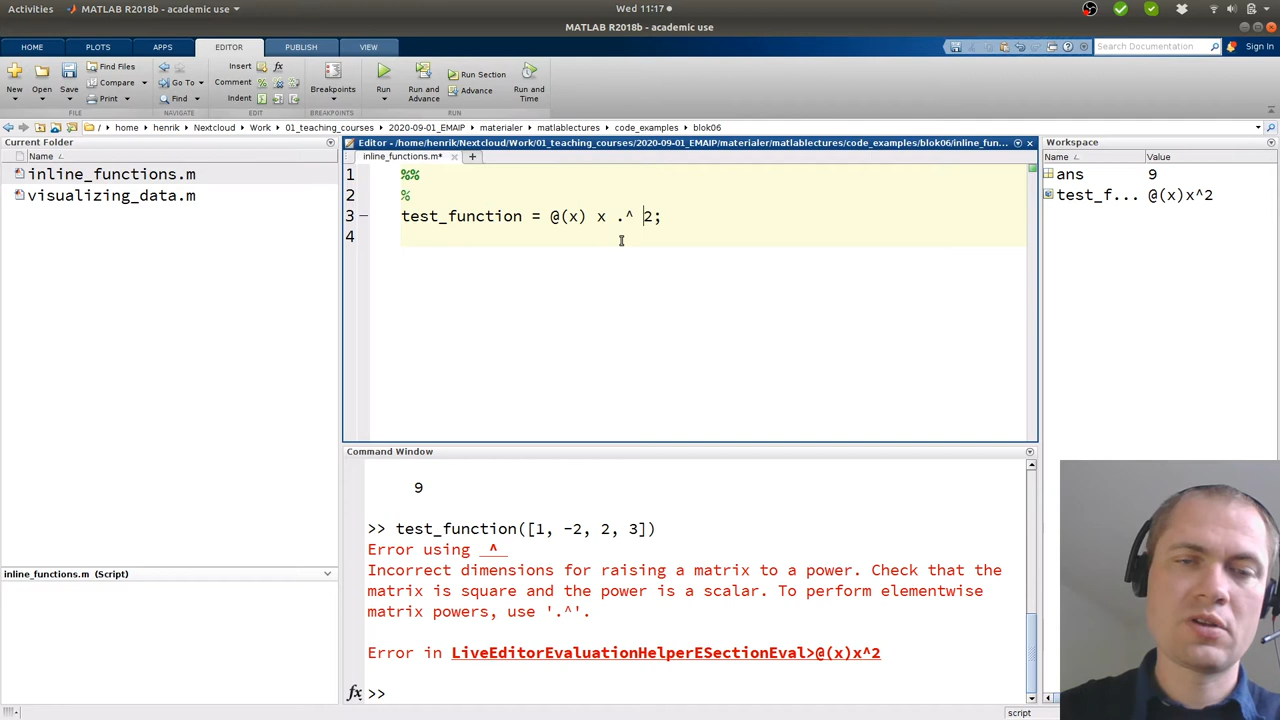 Activities MATLAB R2018b - academic use Wed 11:17
MATLAB R2018b - academic use
HOME PLOTS APPS EDITOR PUBLISH VIEW Search Documentation Sign In
New Open Save Find Files Compare Print Go To Find Insert fx Comment % Indent Breakpoints Run Run and Advance Run Section Advance Run and Time
FILE NAVIGATE EDIT BREAKPOINTS RUN
/ home henrik Nextcloud Work 01_teaching_courses 2020-09-01_EMAIP materialer matlablectures code_examples blok06
Current Folder
Name
inline_functions.m
visualizing_data.m
inline_functions.m (Script)
Editor - /home/henrik/Nextcloud/Work/01_teaching_courses/2020-09-01_EMAIP/materialer/matlablectures/code_examples/blok06/inline_fun...
inline_functions.m* +
1 %%
2 %
3 test_function = @(x) x .^ 2;
4
Command Window
9
>> test_function([1, -2, 2, 3])
Error using  ^
Incorrect dimensions for raising a matrix to a power. Check that the
matrix is square and the power is a scalar. To perform elementwise
matrix powers, use '.^'.
Error in LiveEditorEvaluationHelperESectionEval>@(x)x^2
fx >>
Workspace
Name Value
ans 9
test_f... @(x)x^2
script